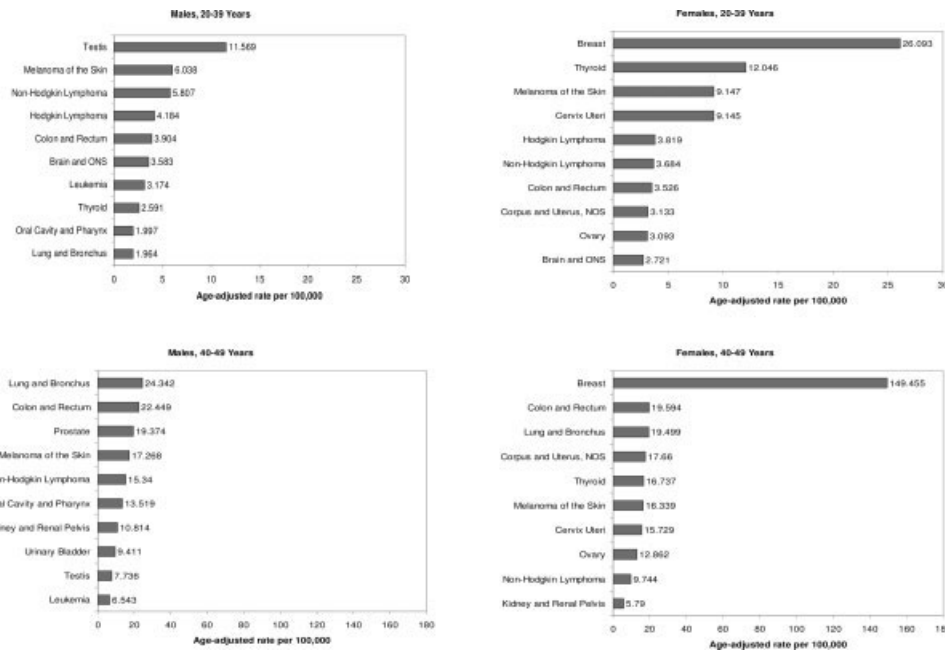 Males, 20-39 Years
Testis 11.569
Melanoma of the Skin 6.038
Non-Hodgkin Lymphoma 5.807
Hodgkin Lymphoma 4.184
Colon and Rectum 3.904
Brain and ONS 3.583
Leukemia 3.174
Thyroid 2.591
Oral Cavity and Pharynx 1.997
Lung and Bronchus 1.964
0 5 10 15 20 25 30
Age-adjusted rate per 100,000
Females, 20-39 Years
Breast 26.093
Thyroid 12.046
Melanoma of the Skin 9.147
Cervix Uteri 9.145
Hodgkin Lymphoma 3.819
Non-Hodgkin Lymphoma 3.684
Colon and Rectum 3.526
Corpus and Uterus, NOS 3.133
Ovary 3.093
Brain and ONS 2.721
0 5 10 15 20 25 30
Age-adjusted rate per 100,000
Males, 40-49 Years
Lung and Bronchus 24.342
Colon and Rectum 22.449
Prostate 19.374
Melanoma of the Skin 17.268
n-Hodgkin Lymphoma 15.34
al Cavity and Pharynx 13.519
ney and Renal Pelvis 10.814
Urinary Bladder 9.411
Testis 7.736
Leukemia 6.543
0 20 40 60 80 100 120 140 160 180
Age-adjusted rate per 100,000
Females, 40-49 Years
Breast 149.455
Colon and Rectum 19.594
Lung and Bronchus 19.499
Corpus and Uterus, NOS 17.66
Thyroid 16.737
Melanoma of the Skin 16.339
Cervix Uteri 15.729
Ovary 12.862
Non-Hodgkin Lymphoma 9.744
Kidney and Renal Pelvis 5.79
0 20 40 60 80 100 120 140 160 18
Age-adjusted rate per 100,000